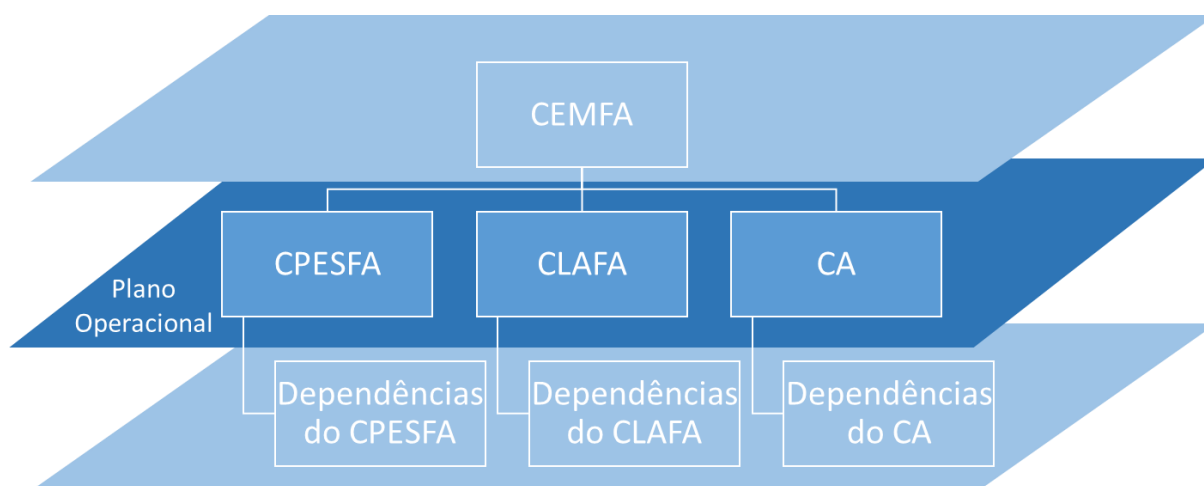 CEMFA
CPESFA
CLAFA
CA
Plano
Operacional
Dependências
do CPESFA
Dependências
do CLAFA
Dependências
do CA